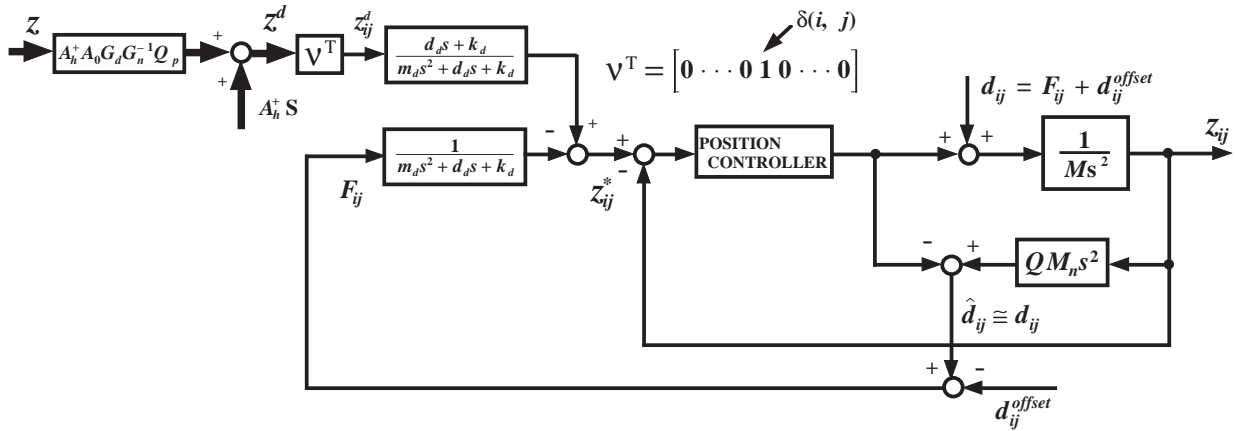 z
A_h^+ A_0 G_d G_n^{-1} Q_p
+
+
A_h^+ S
z^d
ν^T
z_{ij}^d
d_d s + k_d
m_d s^2 + d_d s + k_d
δ(i, j)
ν^T = [0 ··· 0 1 0 ··· 0]
d_{ij} = F_{ij} + d_{ij}^{offset}
z_{ij}
1
m_d s^2 + d_d s + k_d
-
+
+
-
z_{ij}^*
POSITION
CONTROLLER
+
+
1
Ms^2
F_{ij}
-
+
QM_n s^2
\hat{d}_{ij} ≅ d_{ij}
+
-
d_{ij}^{offset}